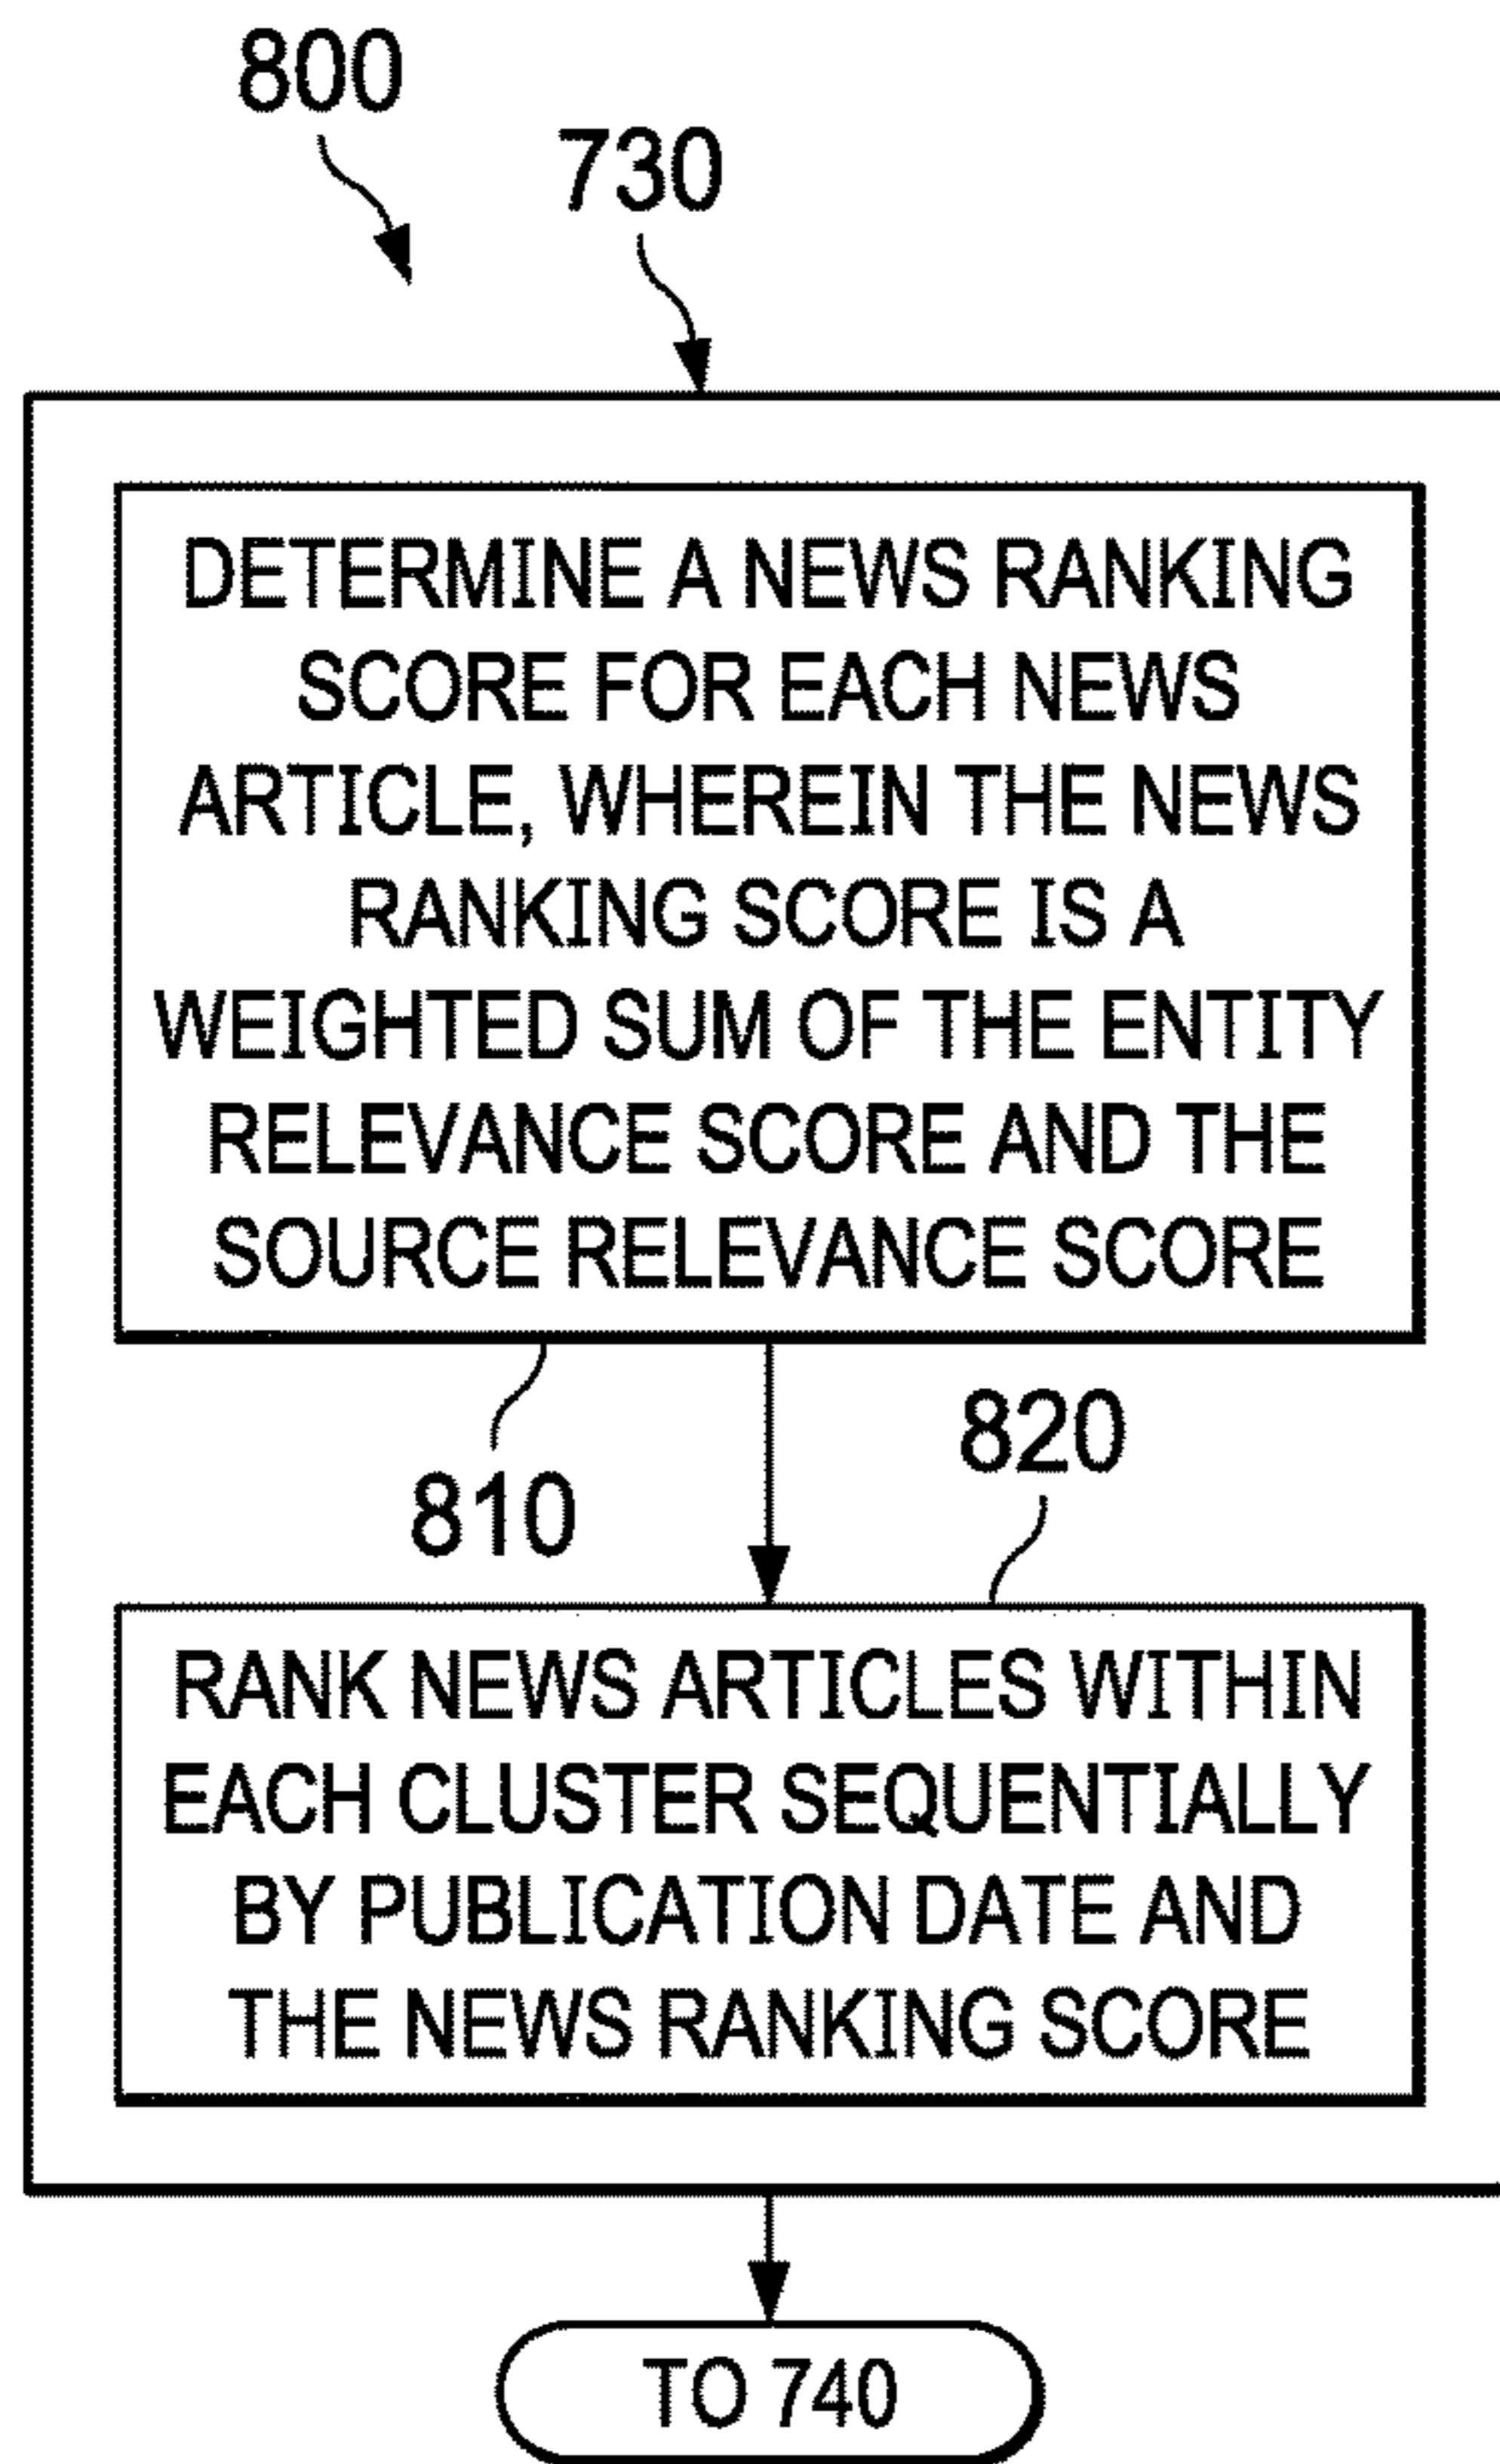 800
730
DETERMINE A NEWS RANKING
SCORE FOR EACH NEWS
ARTICLE, WHEREIN THE NEWS
RANKING SCORE IS A
WEIGHTED SUM OF THE ENTITY
RELEVANCE SCORE AND THE
SOURCE RELEVANCE SCORE
810
820
RANK NEWS ARTICLES WITHIN
EACH CLUSTER SEQUENTIALLY
BY PUBLICATION DATE AND
THE NEWS RANKING SCORE
TO 740